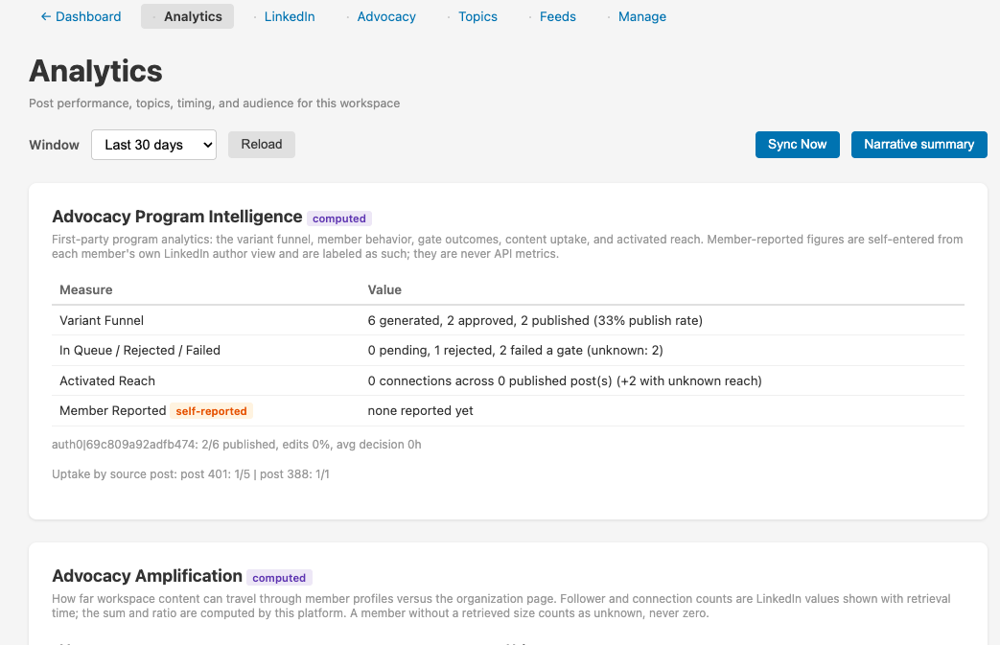 ← Dashboard · Analytics · LinkedIn · Advocacy · Topics · Feeds · Manage
Analytics
Post performance, topics, timing, and audience for this workspace
Window Last 30 days Reload Sync Now Narrative summary
Advocacy Program Intelligence computed
First-party program analytics: the variant funnel, member behavior, gate outcomes, content uptake, and activated reach. Member-reported figures are self-entered from
each member's own LinkedIn author view and are labeled as such; they are never API metrics.
Measure Value
Variant Funnel 6 generated, 2 approved, 2 published (33% publish rate)
In Queue / Rejected / Failed 0 pending, 1 rejected, 2 failed a gate (unknown: 2)
Activated Reach 0 connections across 0 published post(s) (+2 with unknown reach)
Member Reported self-reported none reported yet
auth0|69c809a92adfb474: 2/6 published, edits 0%, avg decision 0h
Uptake by source post: post 401: 1/5 | post 388: 1/1
Advocacy Amplification computed
How far workspace content can travel through member profiles versus the organization page. Follower and connection counts are LinkedIn values shown with retrieval
time; the sum and ratio are computed by this platform. A member without a retrieved size counts as unknown, never zero.